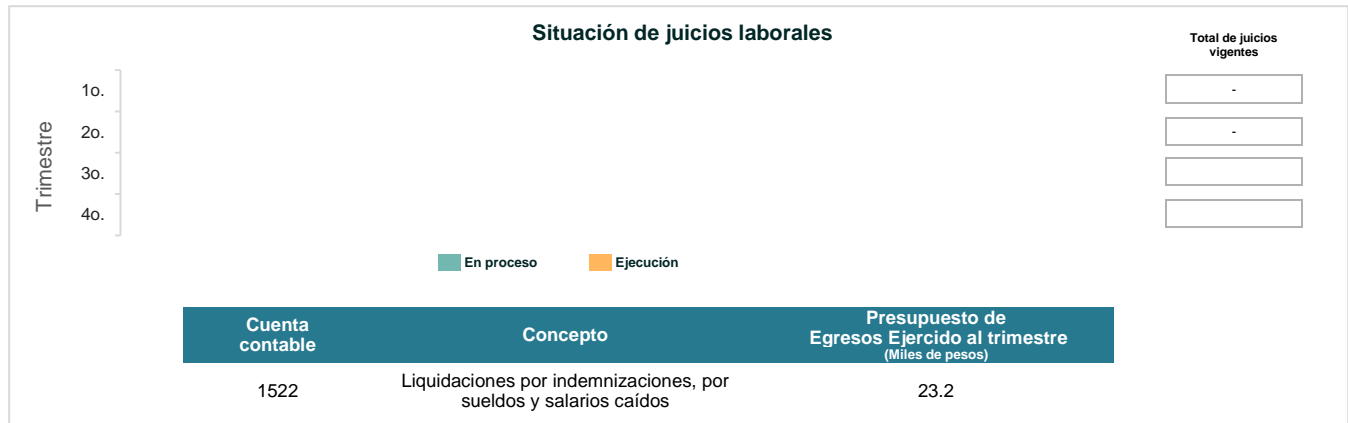 Situación de juicios laborales
Total de juicios
vigentes
Trimestre
1o.
-
2o.
-
3o.
4o.
En proceso
Ejecución
Cuenta
contable
Concepto
Presupuesto de
Egresos Ejercido al trimestre
(Miles de pesos)
1522
Liquidaciones por indemnizaciones, por
sueldos y salarios caídos
23.2